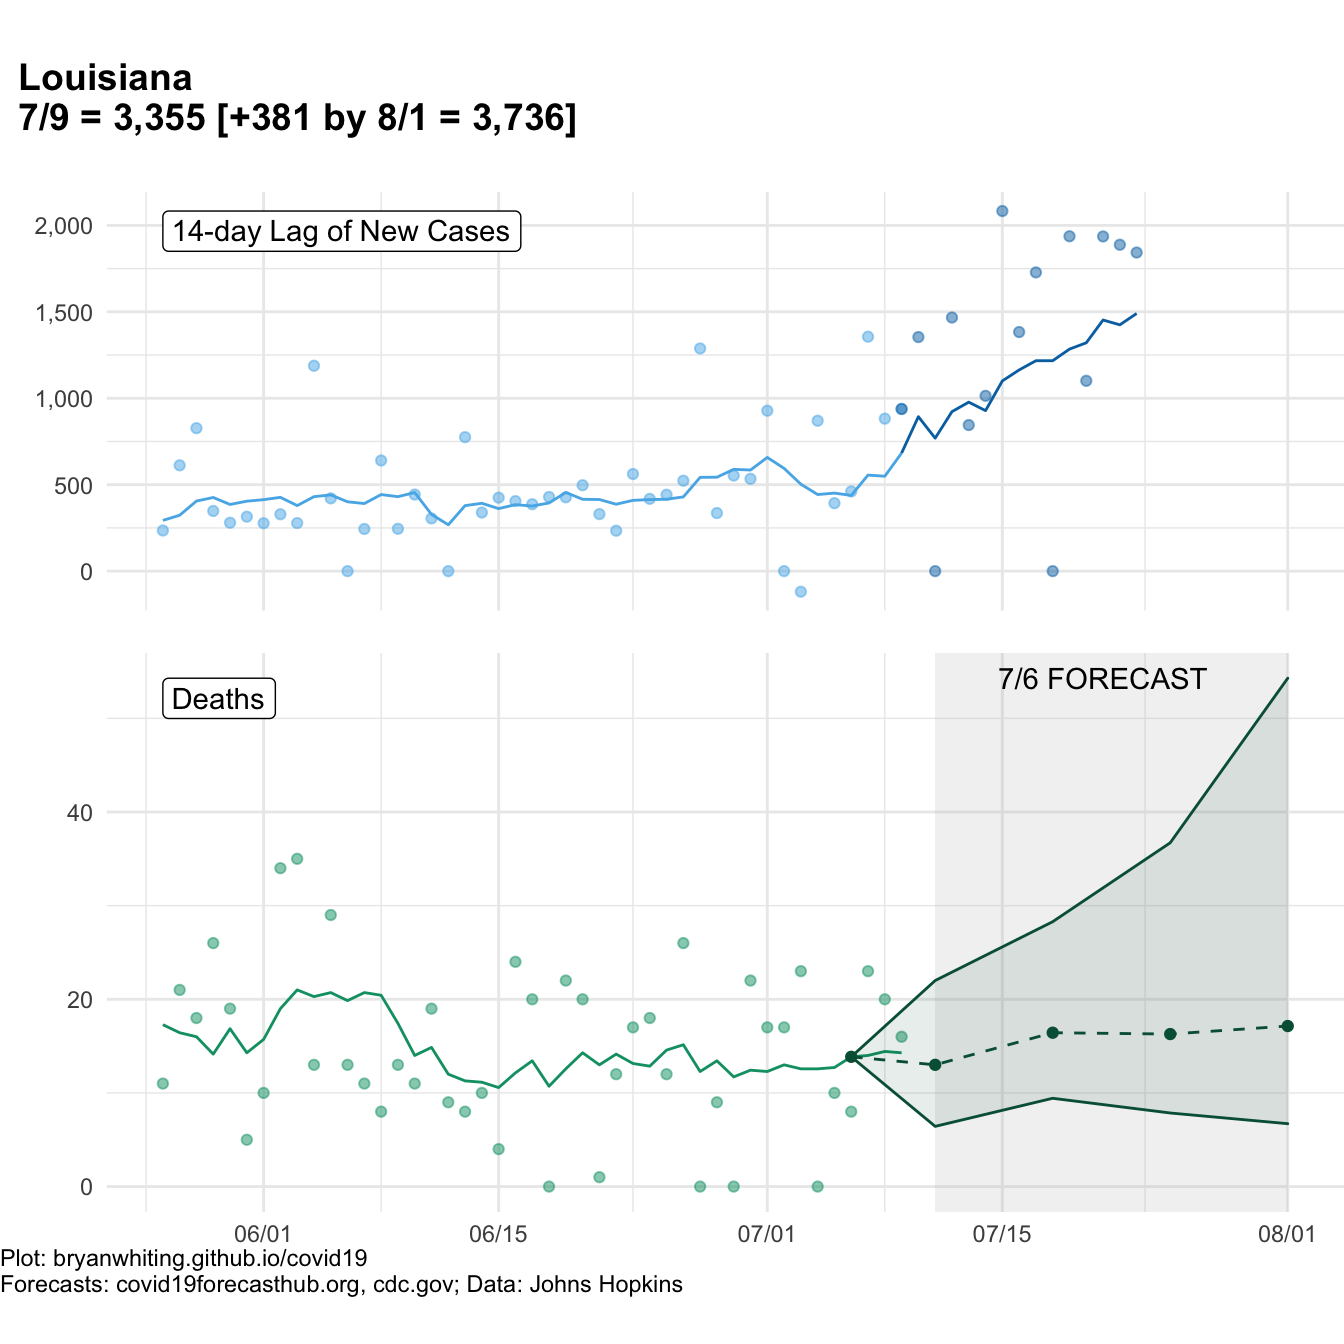 Louisiana
7/9 = 3,355 [+381 by 8/1 = 3,736]
14-day Lag of New Cases
2,000
1,500
1,000
500
0
7/6 FORECAST
Deaths
40
20
0
06/01 06/15 07/01 07/15 08/01
Plot: bryanwhiting.github.io/covid19
Forecasts: covid19forecasthub.org, cdc.gov; Data: Johns Hopkins